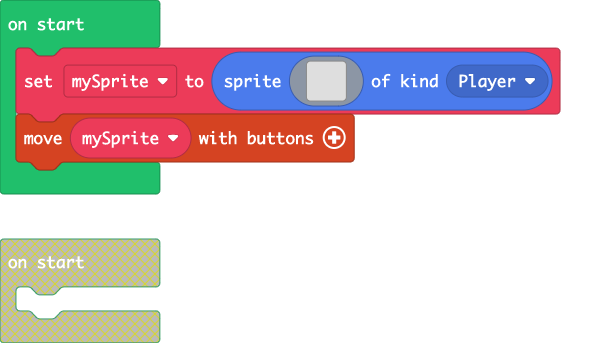 on start
set mySprite to sprite of kind Player
move mySprite with buttons
on start